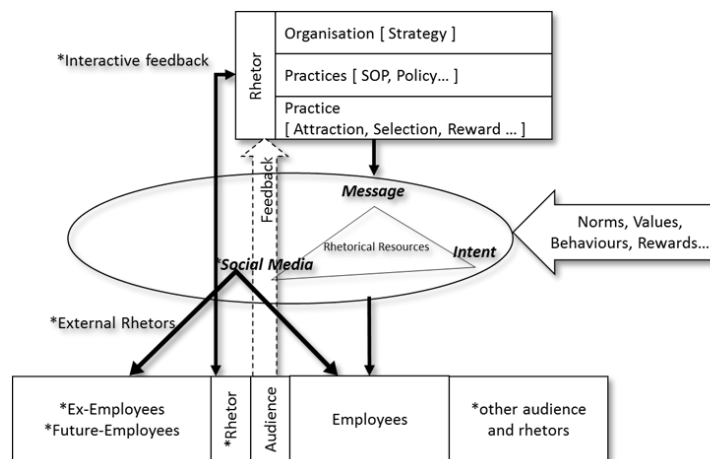 Organisation [ Strategy ]
*Interactive feedback
Rhetor
Practices [ SOP, Policy... ]
Practice
[ Attraction, Selection, Reward ... ]
Feedback
Message
Norms, Values,
Behaviours, Rewards...
Rhetorical Resources
Intent
*Social Media
*External Rhetors
*Ex-Employees
*Future-Employees
*Rhetor
Audience
Employees
*other audience
and rhetors